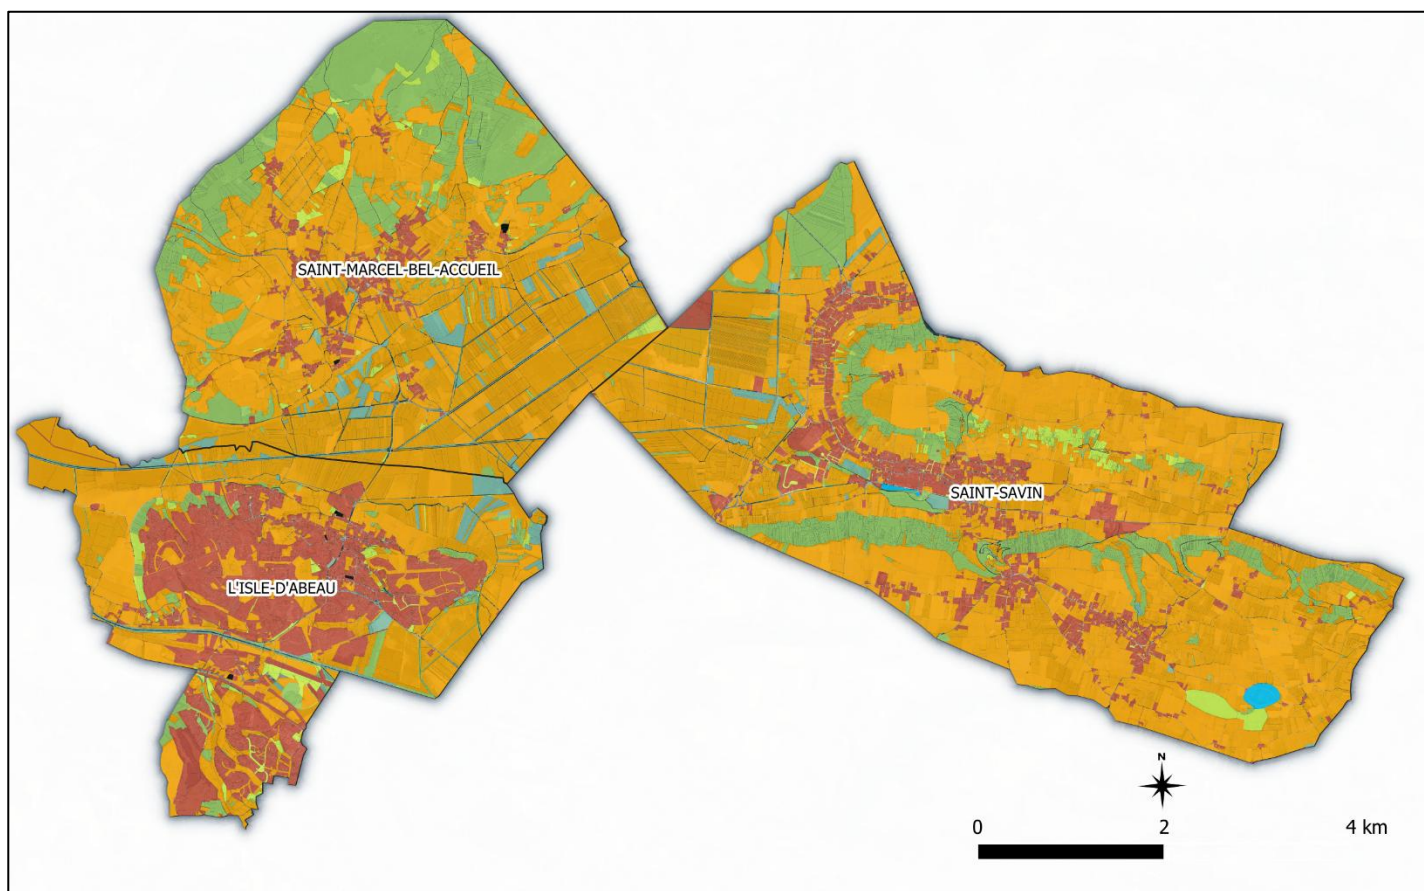 SAINT-MARCEL-BEL-ACCUEIL
SAINT-SAVIN
L'ISLE-D'ABEAU
N
0 2 4 km